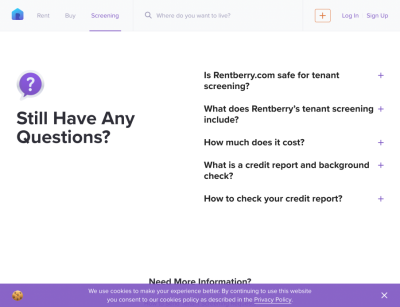 Rent Buy Screening Where do you want to live? Log In Sign Up
Still Have Any
Questions?
Is Rentberry.com safe for tenant
screening?
What does Rentberry's tenant screening
include?
How much does it cost?
What is a credit report and background
check?
How to check your credit report?
Need More Information?
We use cookies to make your experience better. By continuing to use this website
you consent to our cookies policy as described in the Privacy Policy.